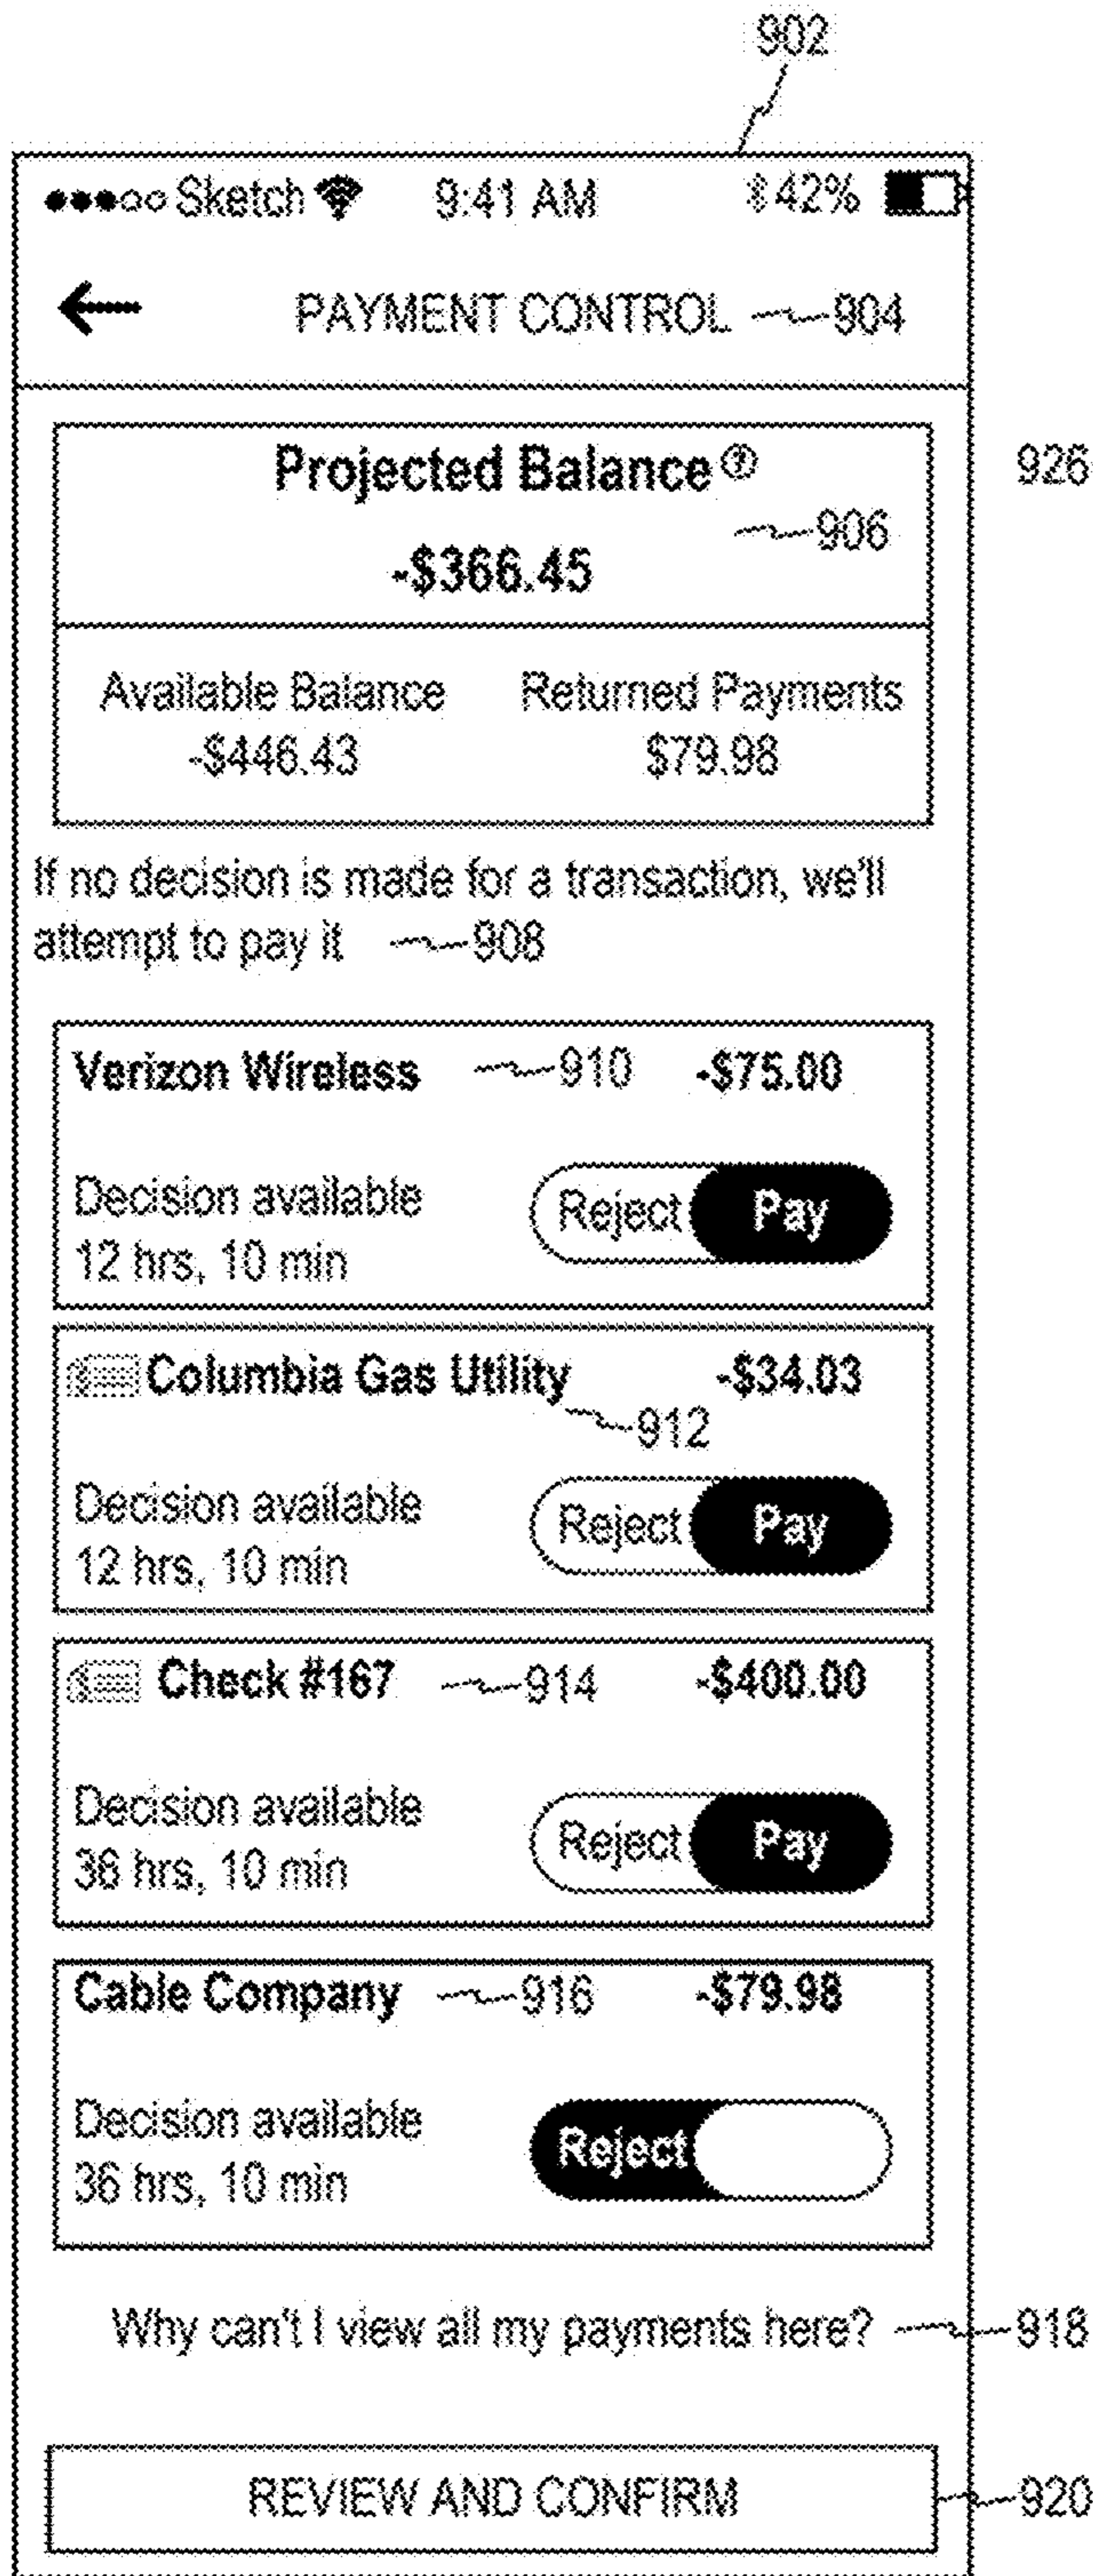 902
Sketch 9:41 AM 42%
PAYMENT CONTROL 904
Projected Balance ?
926
906
-$366.45
Available Balance Returned Payments
-$446.43 $79.98
If no decision is made for a transaction, we'll
attempt to pay it 908
Verizon Wireless 910 -$75.00
Decision available
12 hrs, 10 min
Reject Pay
Columbia Gas Utility -$34.03
912
Decision available
12 hrs, 10 min
Reject Pay
Check #167 914 -$400.00
Decision available
36 hrs, 10 min
Reject Pay
Cable Company 916 -$79.98
Decision available
36 hrs, 10 min
Reject
Why can't I view all my payments here? 918
REVIEW AND CONFIRM 920